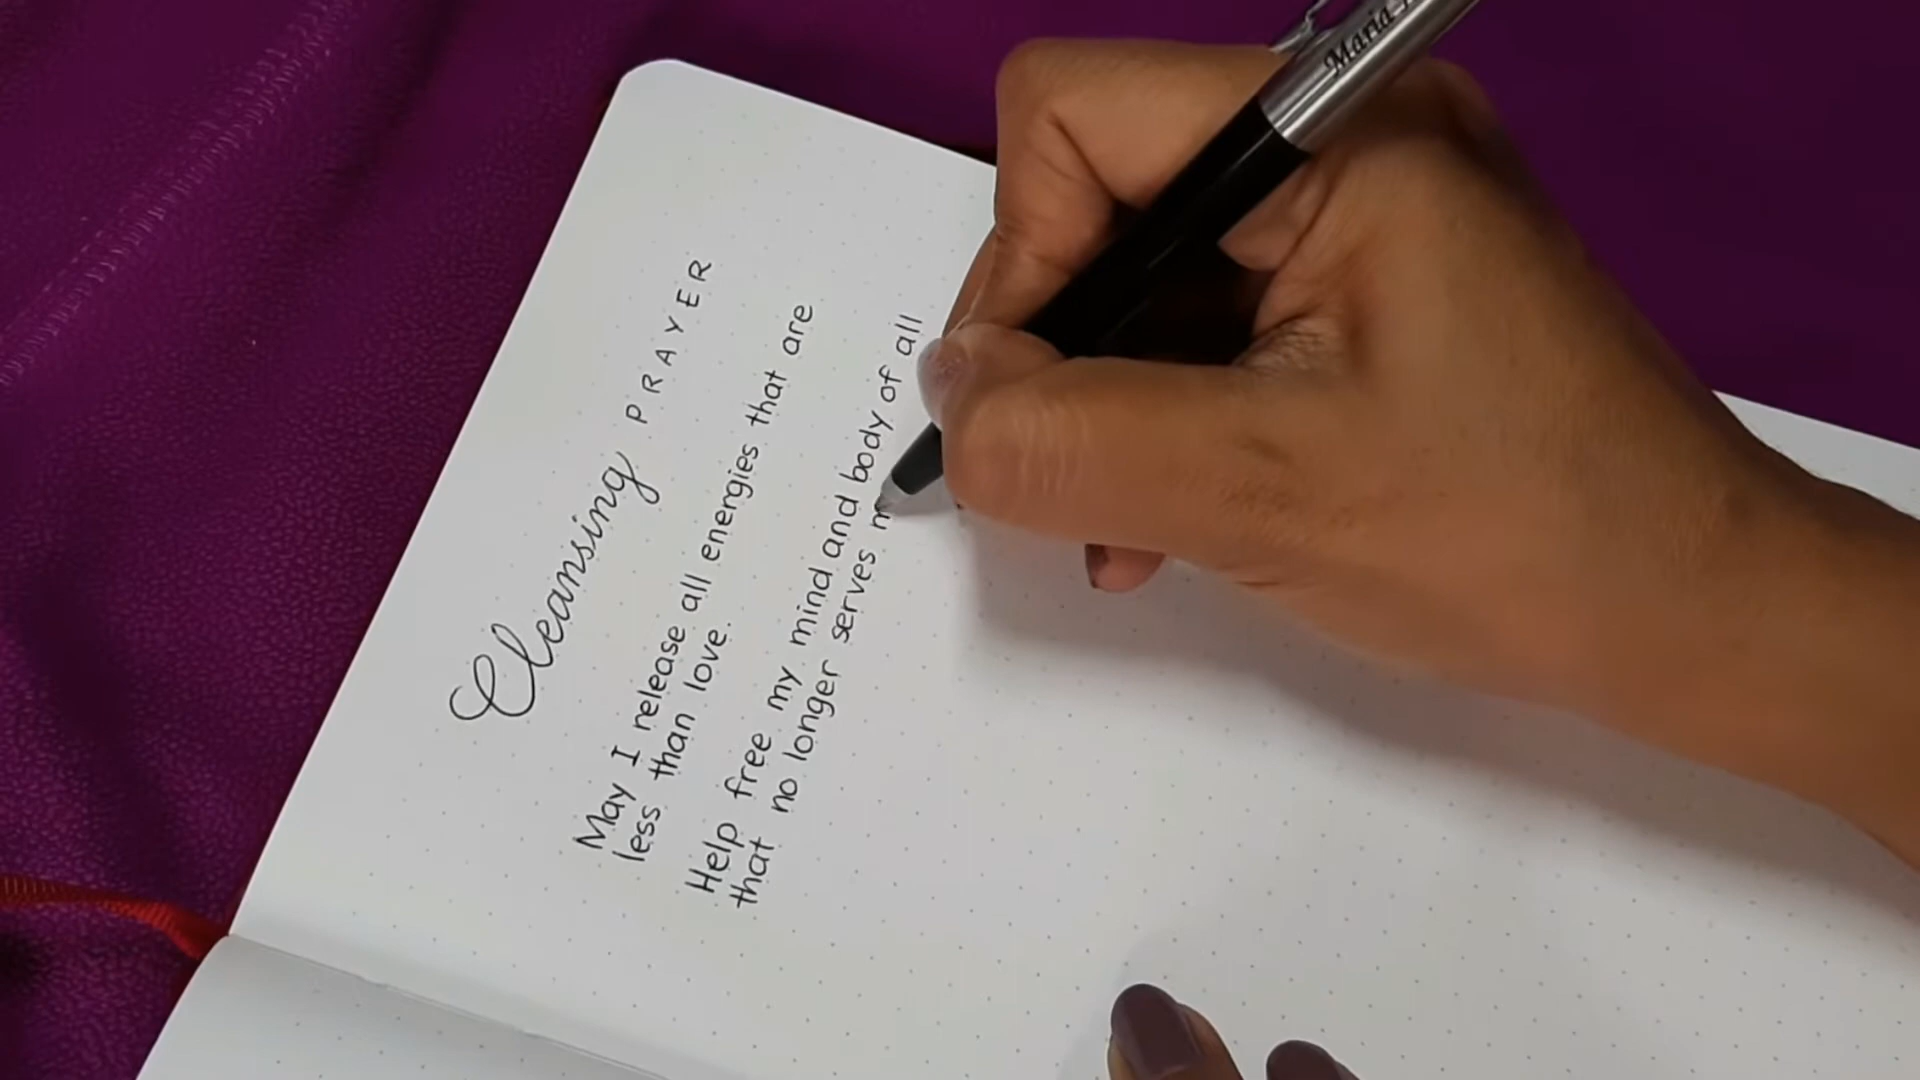 Cleansing PRAYER
May I release all energies that are
less than love.
Help free my mind and body of all
that no longer serves m
Maria